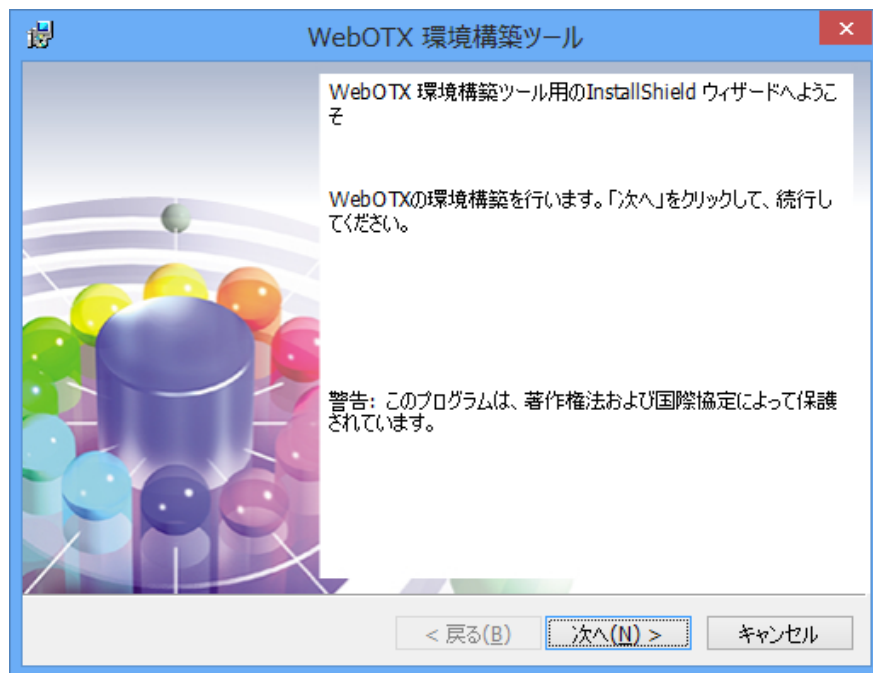 WebOTX 環境構築ツール
WebOTX 環境構築ツール用のInstallShield ウィザードへようこ
そ
WebOTXの環境構築を行います。「次へ」をクリックして、続行し
てください。
警告: このプログラムは、著作権法および国際協定によって保護
されています。
< 戻る(B)
次へ(N) >
キャンセル